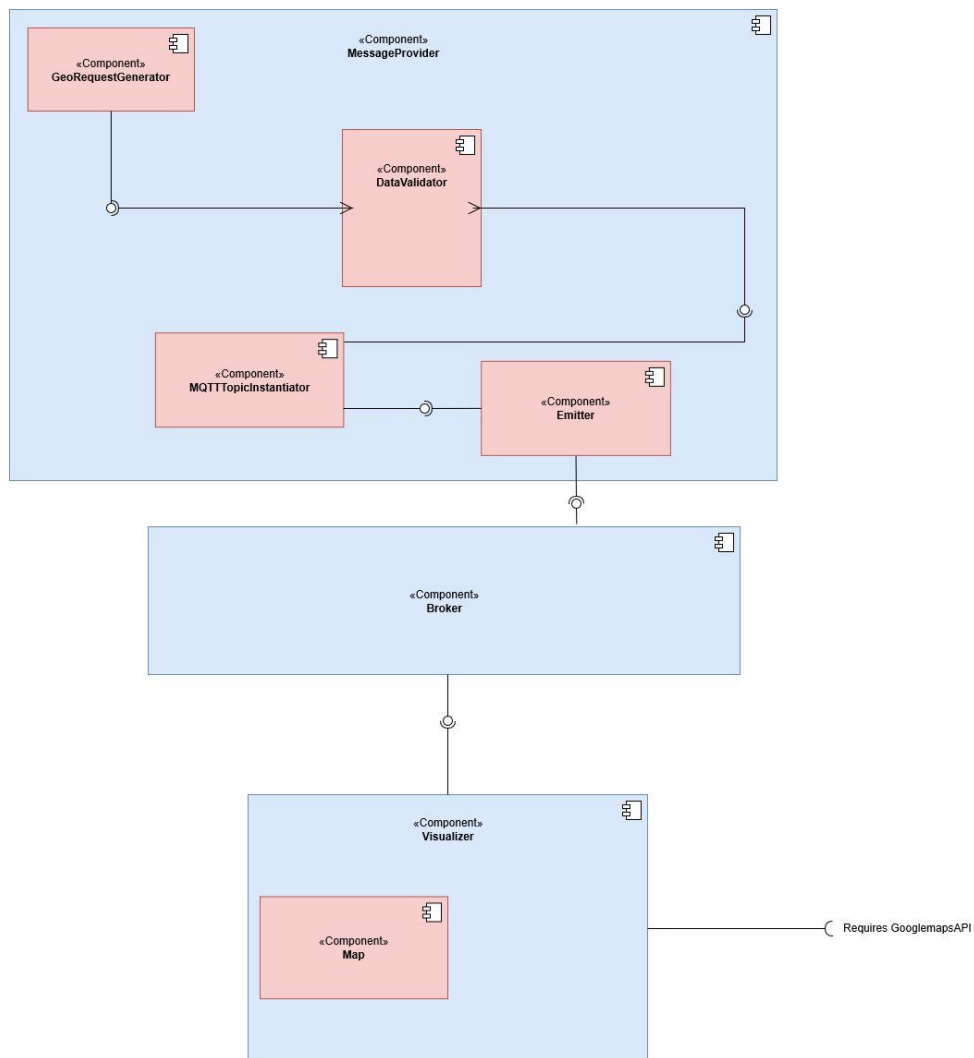 «Component»
MessageProvider
«Component»
GeoRequestGenerator
«Component»
DataValidator
«Component»
MQTTTopicInstantiator
«Component»
Emitter
«Component»
Broker
«Component»
Visualizer
«Component»
Map
Requires GooglemapsAPI